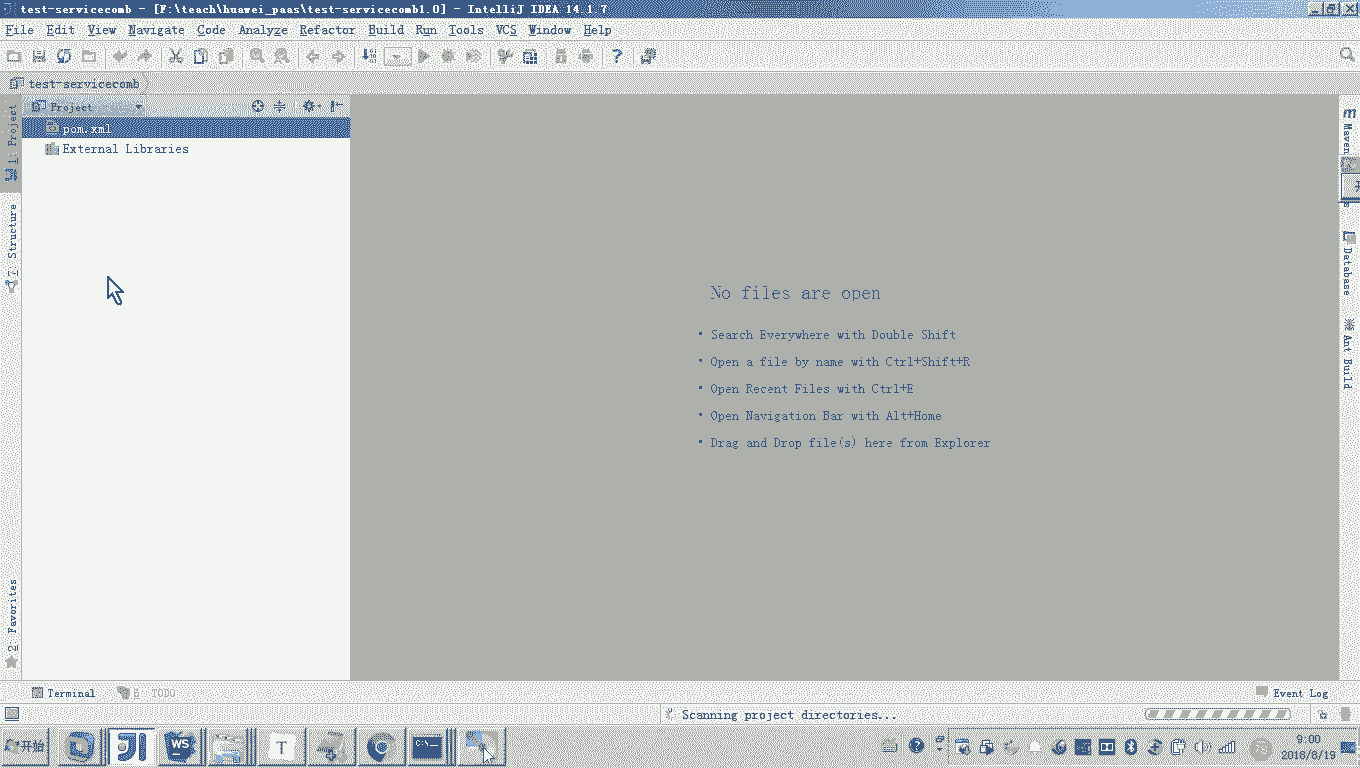 test-servicecomb - [F:\teach\huawei_paas\test-servicecomb1.0] - IntelliJ IDEA 14.1.7
File Edit View Navigate Code Analyze Refactor Build Run Tools VCS Window Help
test-servicecomb
Project
pom.xml
External Libraries
1: Project
7: Structure
2: Favorites
No files are open
• Search Everywhere with Double Shift
• Open a file by name with Ctrl+Shift+R
• Open Recent Files with Ctrl+E
• Open Navigation Bar with Alt+Home
• Drag and Drop file(s) here from Explorer
Maven
Database
Ant Build
Terminal
6: TODO
Event Log
Scanning project directories...
开始
WS
T
C:\
9:00
2018/8/19